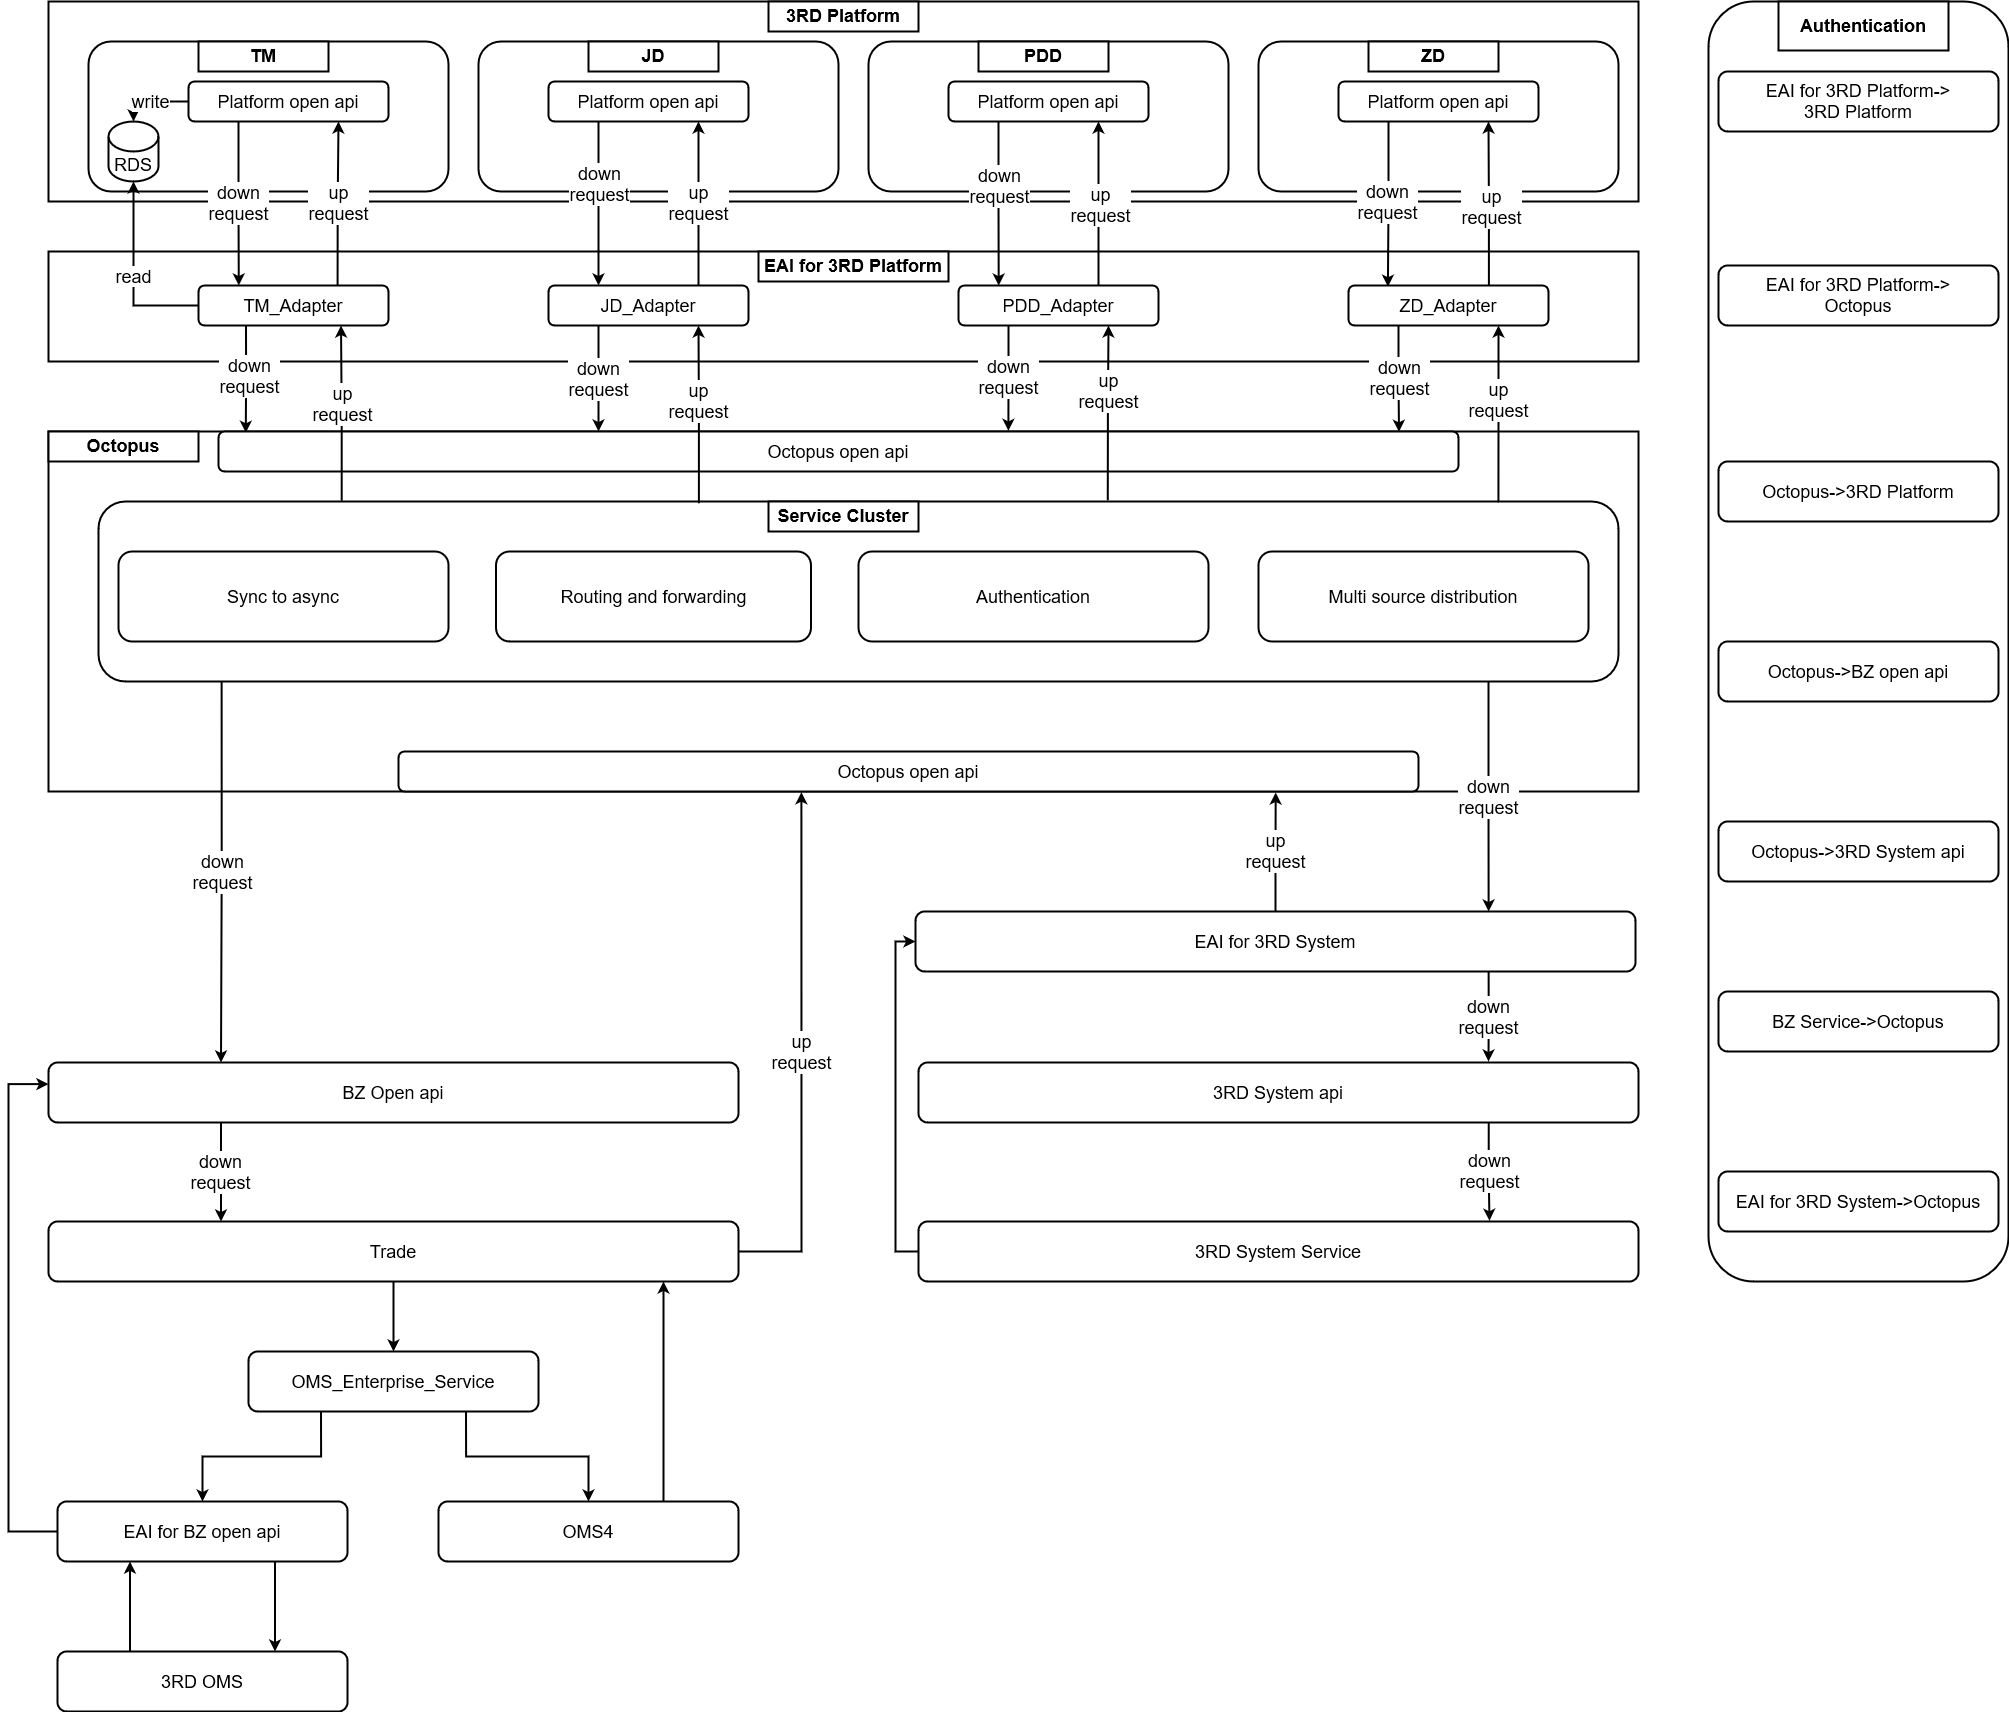 3RD Platform
TM
JD
PDD
ZD
Platform open api
Platform open api
Platform open api
Platform open api
write
RDS
down
request
up
request
down
request
up
request
down
request
up
request
down
request
up
request
read
EAI for 3RD Platform
TM_Adapter
JD_Adapter
PDD_Adapter
ZD_Adapter
down
request
up
request
down
request
up
request
down
request
up
request
down
request
up
request
Octopus
Octopus open api
Service Cluster
Sync to async
Routing and forwarding
Authentication
Multi source distribution
Octopus open api
down
request
down
request
up
request
EAI for 3RD System
down
request
up
request
BZ Open api
3RD System api
down
request
down
request
Trade
3RD System Service
OMS_Enterprise_Service
EAI for BZ open api
OMS4
3RD OMS
Authentication
EAI for 3RD Platform->
3RD Platform
EAI for 3RD Platform->
Octopus
Octopus->3RD Platform
Octopus->BZ open api
Octopus->3RD System api
BZ Service->Octopus
EAI for 3RD System->Octopus